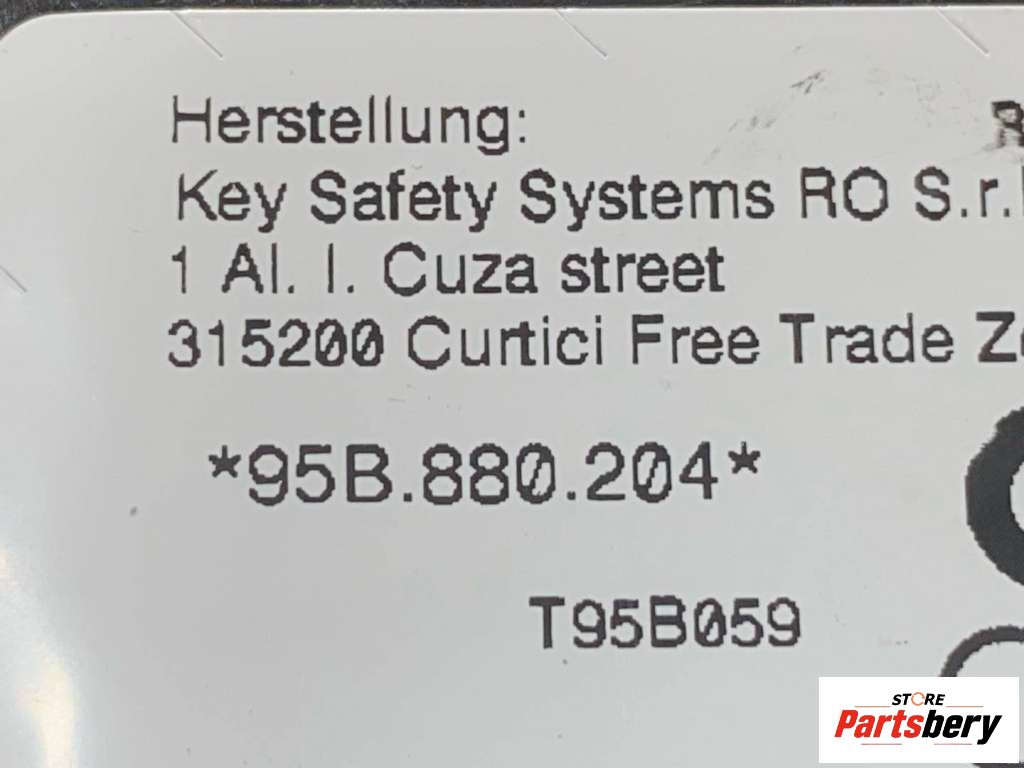 Herstellung:
Key Safety Systems RO S.r.
1 Al. I. Cuza street
315200 Curtici Free Trade
*95B.880.204*
T95B059
STORE
Partsbery